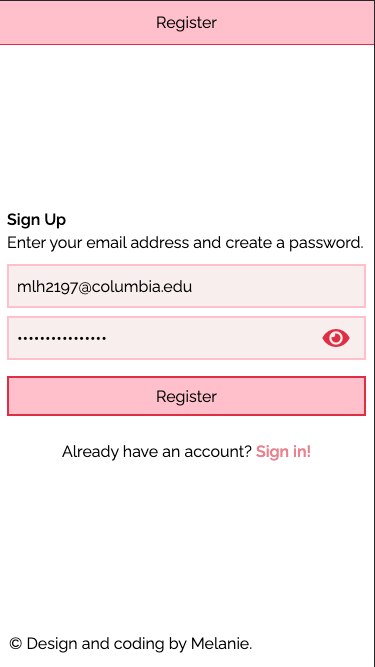 Register
Sign Up
Enter your email address and create a password.
mlh2197@columbia.edu
••••••••••••••••
Register
Already have an account? Sign in!
© Design and coding by Melanie.